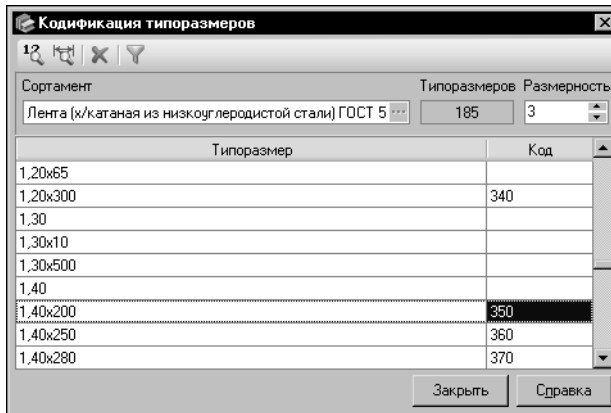 Кодификация типоразмеров
Сортамент Типоразмеров Размерность
Лента (х/катаная из низкоуглеродистой стали) ГОСТ 5 ... 185 3
Типоразмер Код
1,20x65
1,20x300 340
1,30
1,30x10
1,30x500
1,40
1,40x200 350
1,40x250 360
1,40x280 370
Закрыть Справка